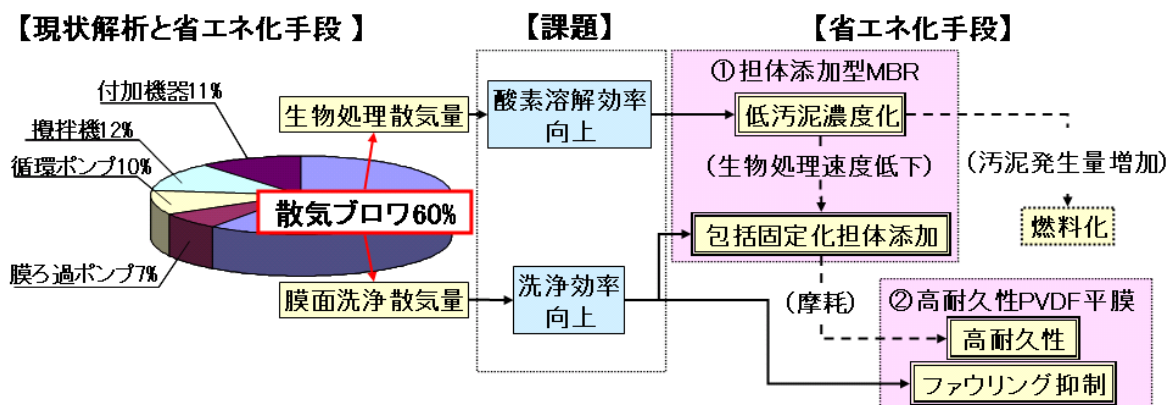 【現状解析と省エネ化手段 】
【課題】
【省エネ化手段】
付加機器11%
攪拌機12%
循環ポンプ10%
膜ろ過ポンプ7%
散気ブロワ60%
生物処理散気量
膜面洗浄散気量
酸素溶解効率
向上
洗浄効率
向上
①担体添加型MBR
低汚泥濃度化
(生物処理速度低下)
包括固定化担体添加
(汚泥発生量増加)
燃料化
(摩耗)
②高耐久性PVDF平膜
高耐久性
ファウリング抑制